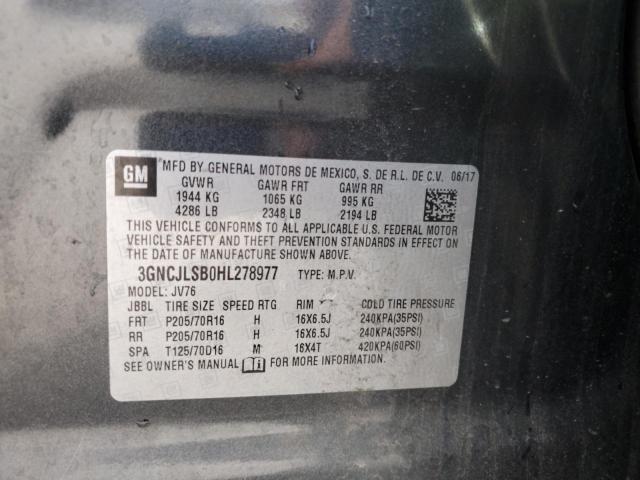 GM
MFD BY GENERAL MOTORS DE MEXICO, S. DE R.L. DE C.V. 06/17
GVWR GAWR FRT GAWR RR
1944 KG 1065 KG 995 KG
4286 LB 2348 LB 2194 LB
THIS VEHICLE CONFORMS TO ALL APPLICABLE U.S. FEDERAL MOTOR
VEHICLE SAFETY AND THEFT PREVENTION STANDARDS IN EFFECT ON
THE DATE OF MANUFACTURE SHOWN ABOVE.
3GNCJLSB0HL278977 TYPE: M.P.V.
MODEL: JV76
JBBL TIRE SIZE SPEED RTG RIM COLD TIRE PRESSURE
FRT P205/70R16 H 16X6.5J 240KPA(35PSI)
RR P205/70R16 H 16X6.5J 240KPA(35PSI)
SPA T125/70D16 M 16X4T 420KPA(60PSI)
SEE OWNER'S MANUAL FOR MORE INFORMATION.